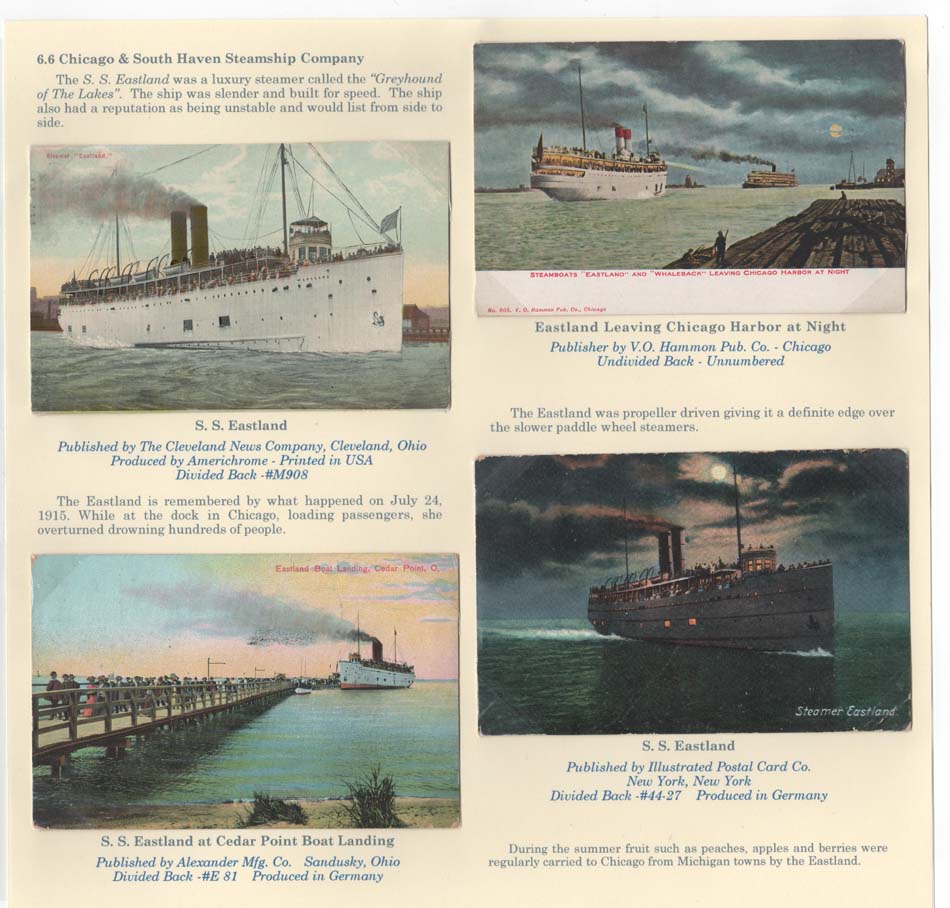 6.6 Chicago & South Haven Steamship Company
The S. S. Eastland was a luxury steamer called the "Greyhound
of The Lakes". The ship was slender and built for speed. The ship
also had a reputation as being unstable and would list from side to
side.
Steamer "Eastland."
S. S. Eastland
Published by The Cleveland News Company, Cleveland, Ohio
Produced by Americhrome - Printed in USA
Divided Back -#M908
The Eastland is remembered by what happened on July 24,
1915. While at the dock in Chicago, loading passengers, she
overturned drowning hundreds of people.
Eastland Boat Landing, Cedar Point, O.
S. S. Eastland at Cedar Point Boat Landing
Published by Alexander Mfg. Co. Sandusky, Ohio
Divided Back -#E 81 Produced in Germany
STEAMBOATS "EASTLAND" AND "WHALEBACK" LEAVING CHICAGO HARBOR AT NIGHT
No. 605. V. O. Hammon Pub. Co., Chicago
Eastland Leaving Chicago Harbor at Night
Publisher by V.O. Hammon Pub. Co. - Chicago
Undivided Back - Unnumbered
The Eastland was propeller driven giving it a definite edge over
the slower paddle wheel steamers.
Steamer Eastland.
S. S. Eastland
Published by Illustrated Postal Card Co.
New York, New York
Divided Back -#44-27 Produced in Germany
During the summer fruit such as peaches, apples and berries were
regularly carried to Chicago from Michigan towns by the Eastland.